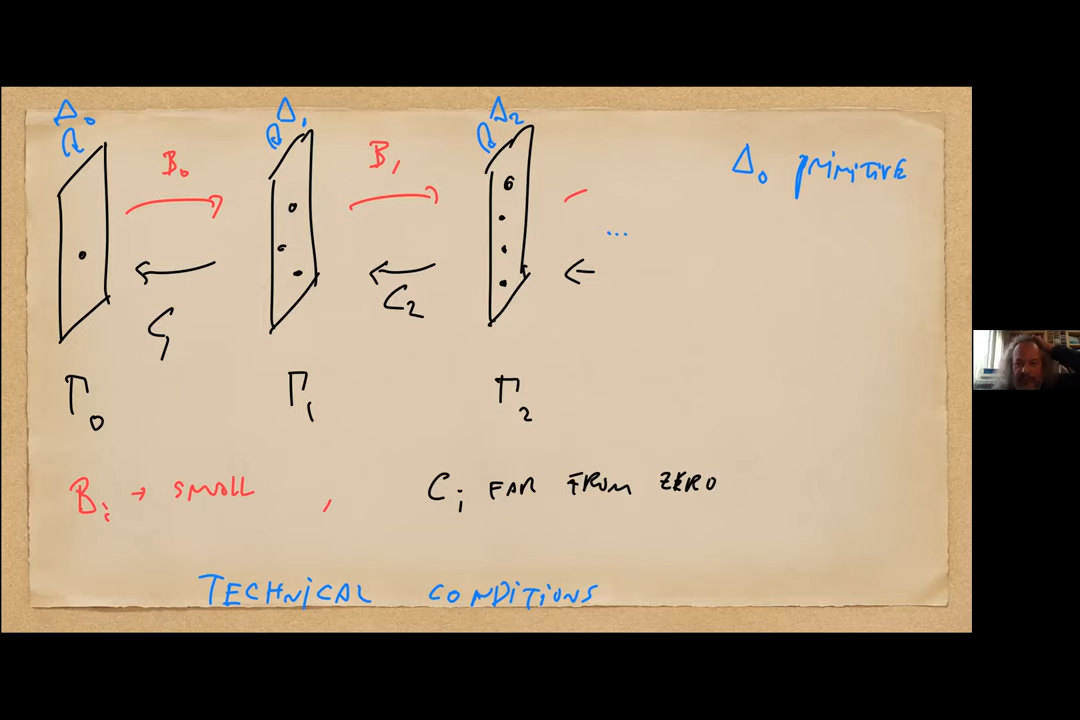 Δ₀ Δ₁ Δ₂
B₀ B₁
Δ₀ primitive
...
C₁ C₂
Γ₀ Γ₁ Γ₂
Bᵢ → SMALL , Cᵢ FAR FROM ZERO
TECHNICAL CONDITIONS